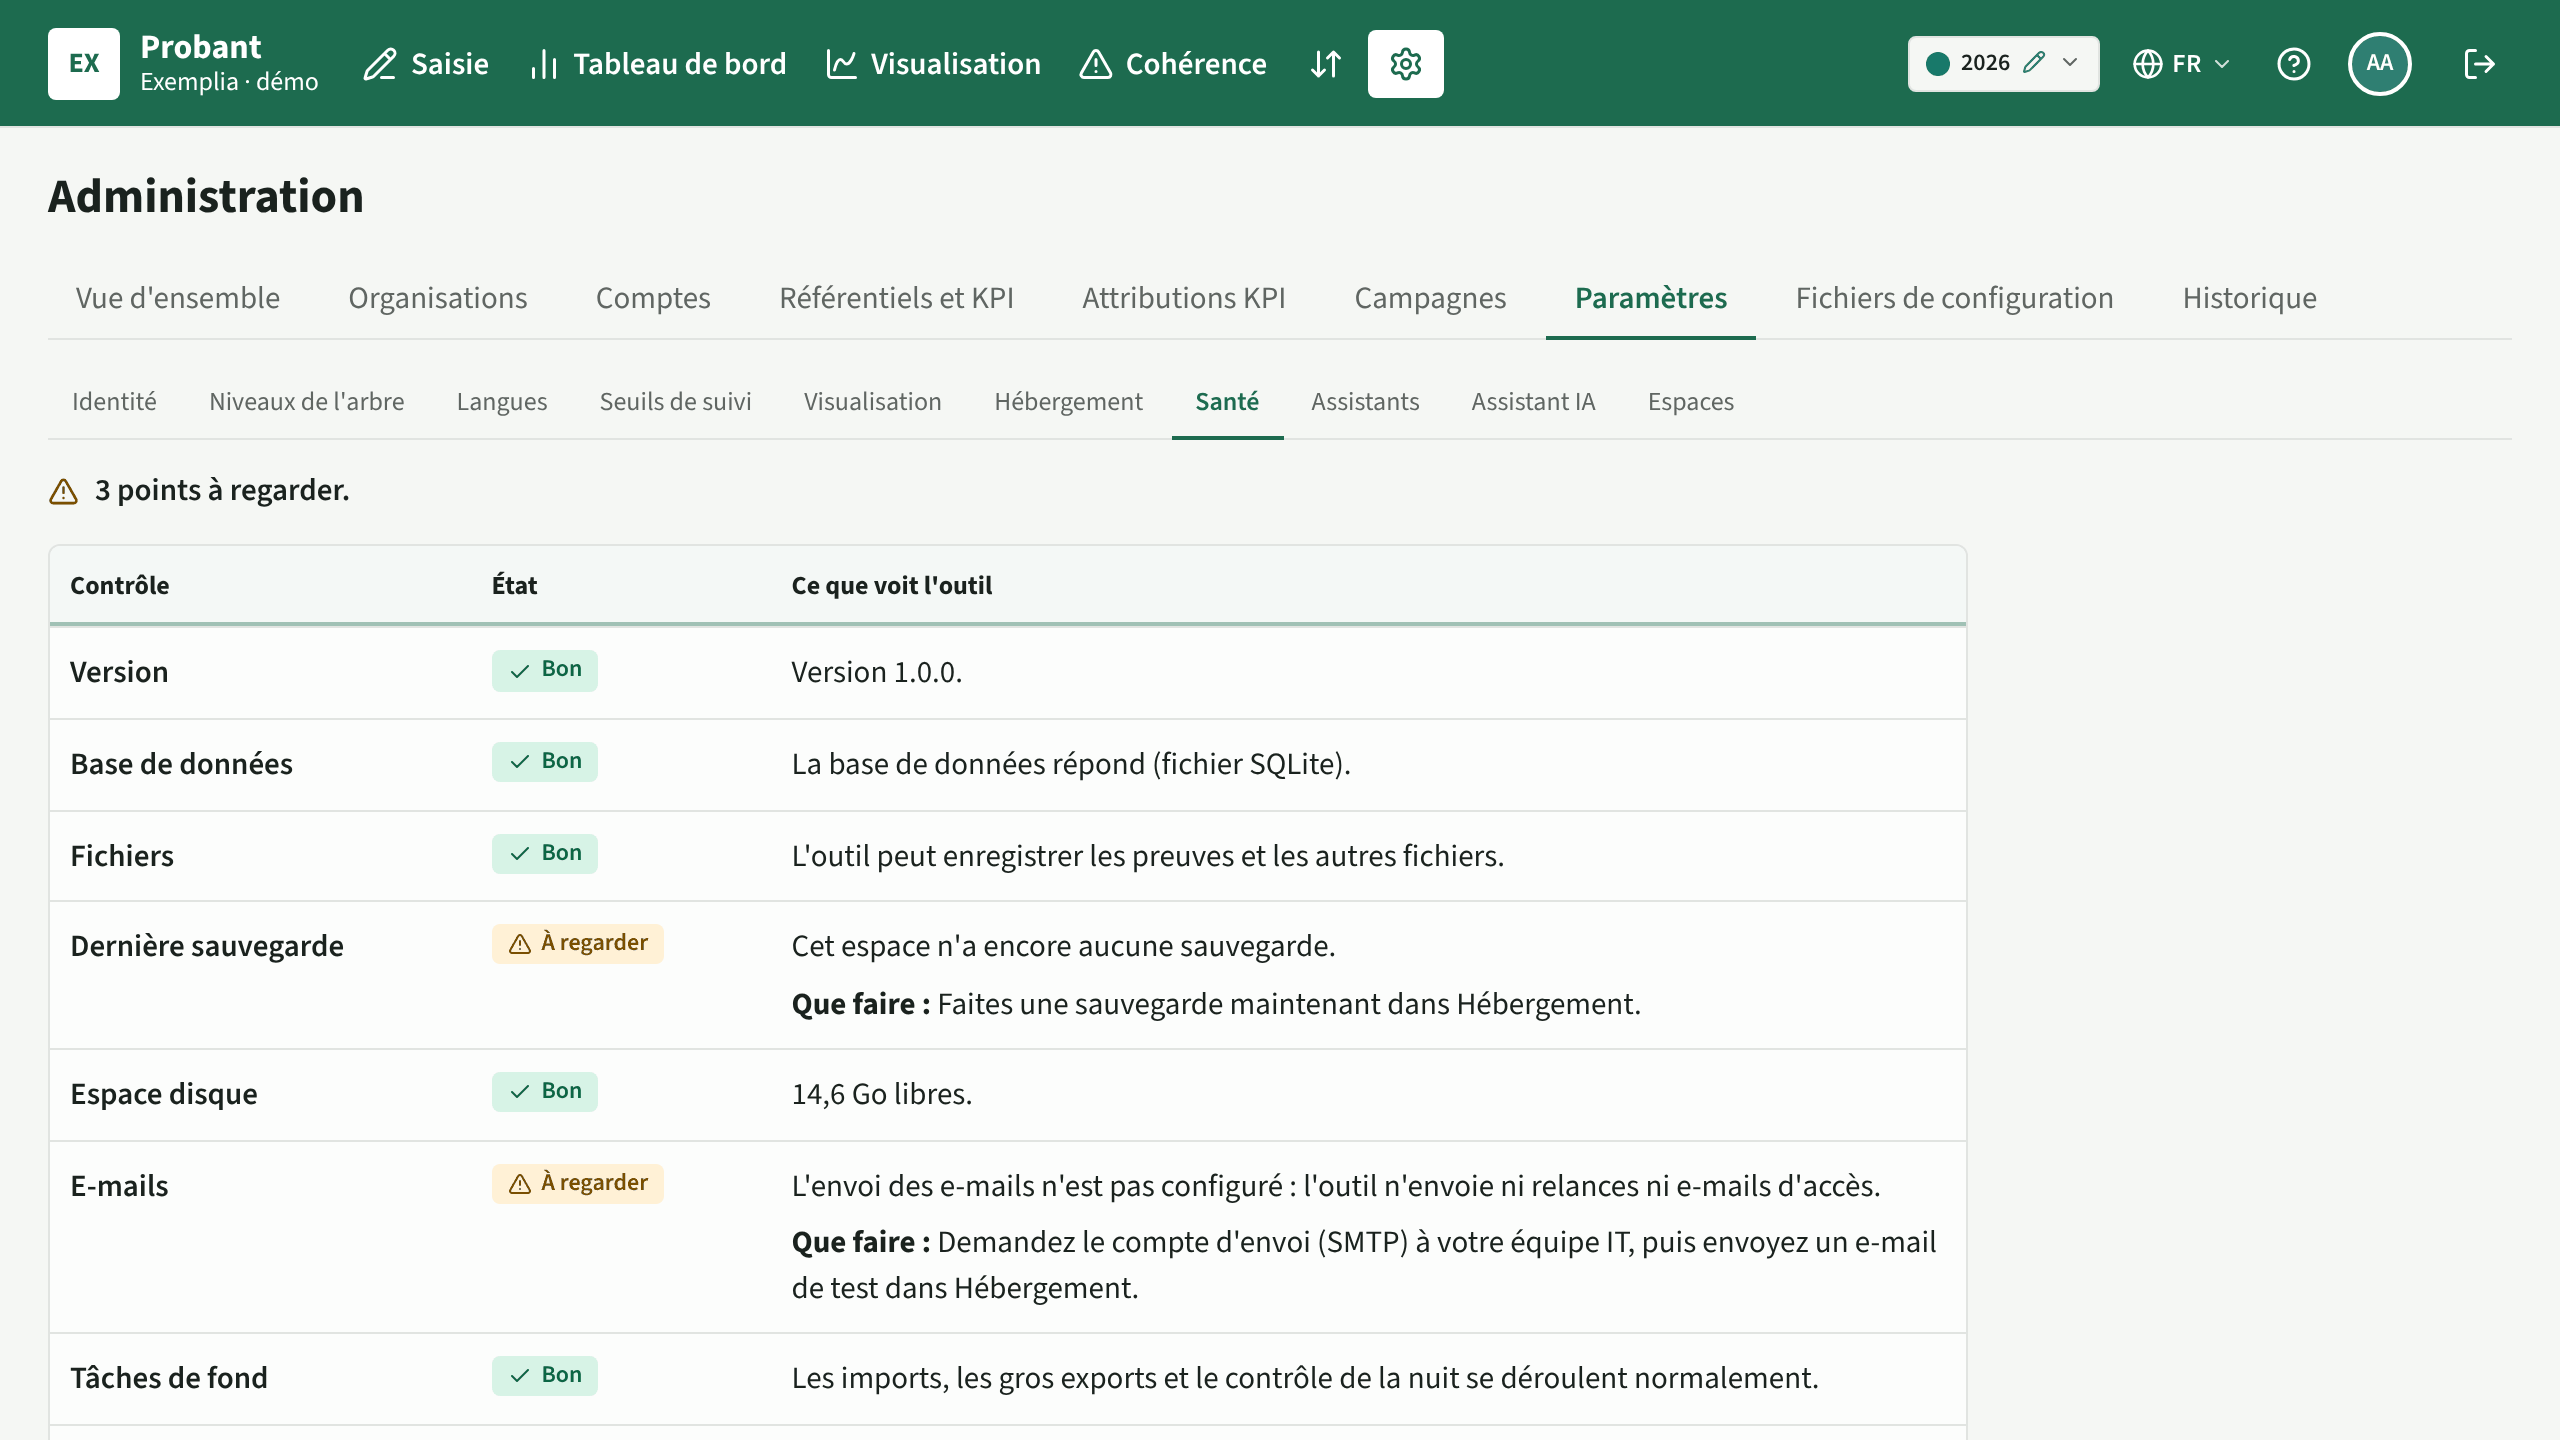 EX
Probant
Exemplia · démo
Saisie
Tableau de bord
Visualisation
Cohérence
2026
FR
AA
Administration
Vue d'ensemble
Organisations
Comptes
Référentiels et KPI
Attributions KPI
Campagnes
Paramètres
Fichiers de configuration
Historique
Identité
Niveaux de l'arbre
Langues
Seuils de suivi
Visualisation
Hébergement
Santé
Assistants
Assistant IA
Espaces
3 points à regarder.
Contrôle
État
Ce que voit l'outil
Version
Bon
Version 1.0.0.
Base de données
Bon
La base de données répond (fichier SQLite).
Fichiers
Bon
L'outil peut enregistrer les preuves et les autres fichiers.
Dernière sauvegarde
À regarder
Cet espace n'a encore aucune sauvegarde.
Que faire : Faites une sauvegarde maintenant dans Hébergement.
Espace disque
Bon
14,6 Go libres.
E-mails
À regarder
L'envoi des e-mails n'est pas configuré : l'outil n'envoie ni relances ni e-mails d'accès.
Que faire : Demandez le compte d'envoi (SMTP) à votre équipe IT, puis envoyez un e-mail
de test dans Hébergement.
Tâches de fond
Bon
Les imports, les gros exports et le contrôle de la nuit se déroulent normalement.